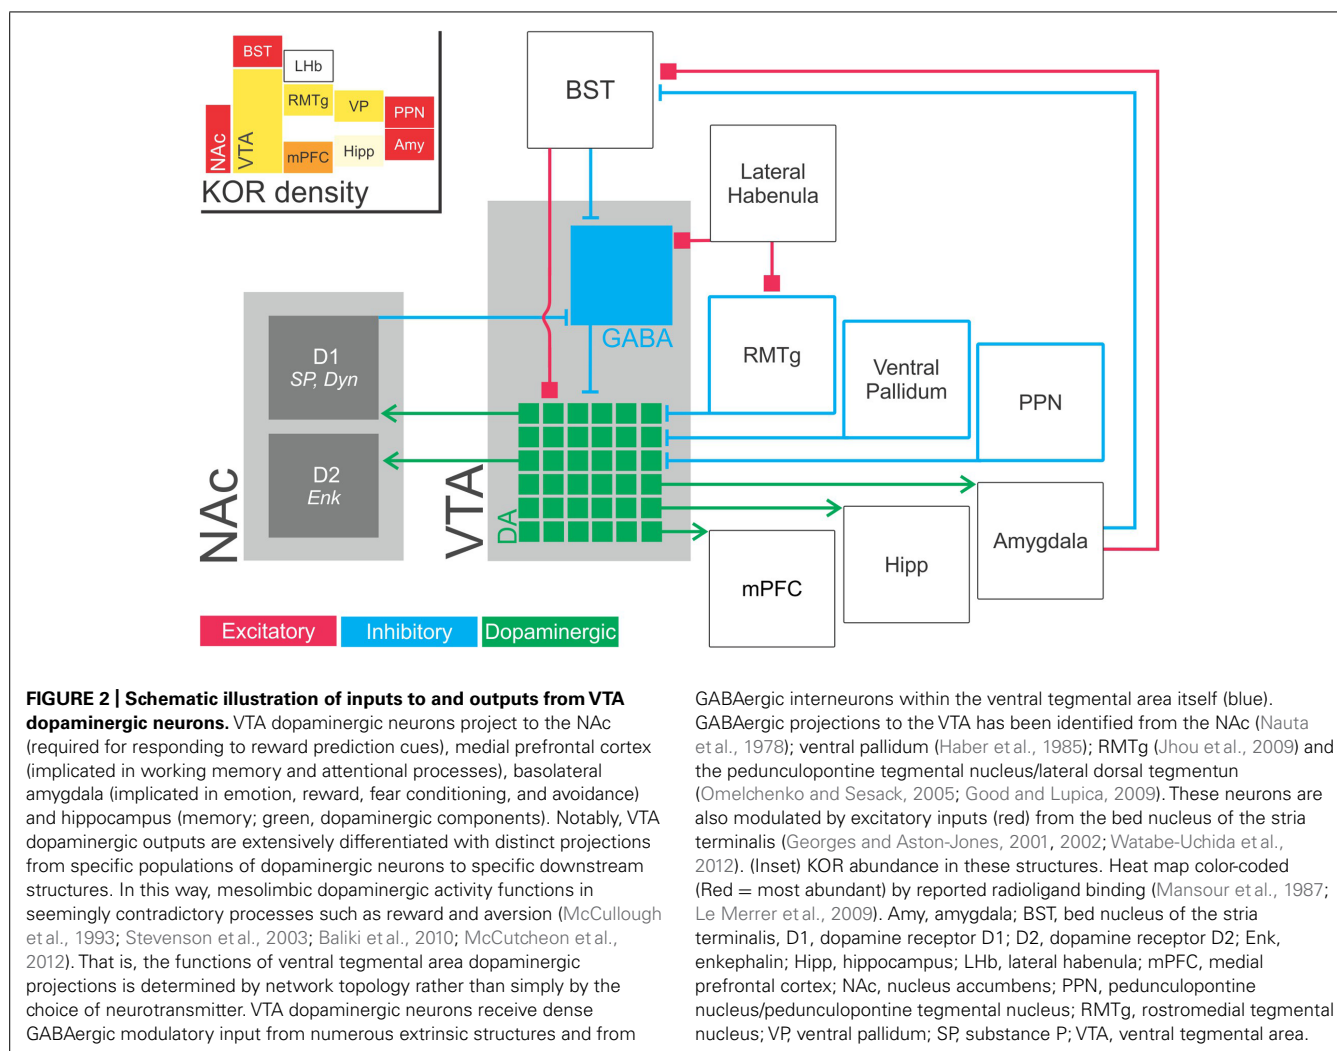 BST
LHb
RMTg
VP
PPN
NAc
VTA
mPFC
Hipp
Amy
KOR density
BST
Lateral
Habenula
GABA
RMTg
Ventral
Pallidum
PPN
D1
SP, Dyn
D2
Enk
NAc
VTA
DA
mPFC
Hipp
Amygdala
Excitatory
Inhibitory
Dopaminergic
FIGURE 2 | Schematic illustration of inputs to and outputs from VTA
dopaminergic neurons. VTA dopaminergic neurons project to the NAc
(required for responding to reward prediction cues), medial prefrontal cortex
(implicated in working memory and attentional processes), basolateral
amygdala (implicated in emotion, reward, fear conditioning, and avoidance)
and hippocampus (memory; green, dopaminergic components). Notably, VTA
dopaminergic outputs are extensively differentiated with distinct projections
from specific populations of dopaminergic neurons to specific downstream
structures. In this way, mesolimbic dopaminergic activity functions in
seemingly contradictory processes such as reward and aversion (McCullough
et al., 1993; Stevenson et al., 2003; Baliki et al., 2010; McCutcheon et al.,
2012). That is, the functions of ventral tegmental area dopaminergic
projections is determined by network topology rather than simply by the
choice of neurotransmitter. VTA dopaminergic neurons receive dense
GABAergic modulatory input from numerous extrinsic structures and from
GABAergic interneurons within the ventral tegmental area itself (blue).
GABAergic projections to the VTA has been identified from the NAc (Nauta
et al., 1978); ventral pallidum (Haber et al., 1985); RMTg (Jhou et al., 2009) and
the pedunculopontine tegmental nucleus/lateral dorsal tegmentun
(Omelchenko and Sesack, 2005; Good and Lupica, 2009). These neurons are
also modulated by excitatory inputs (red) from the bed nucleus of the stria
terminalis (Georges and Aston-Jones, 2001, 2002; Watabe-Uchida et al.,
2012). (Inset) KOR abundance in these structures. Heat map color-coded
(Red = most abundant) by reported radioligand binding (Mansour et al., 1987;
Le Merrer et al., 2009). Amy, amygdala; BST, bed nucleus of the stria
terminalis, D1, dopamine receptor D1; D2, dopamine receptor D2; Enk,
enkephalin; Hipp, hippocampus; LHb, lateral habenula; mPFC, medial
prefrontal cortex; NAc, nucleus accumbens; PPN, pedunculopontine
nucleus/pedunculopontine tegmental nucleus; RMTg, rostromedial tegmental
nucleus; VP, ventral pallidum; SP, substance P; VTA, ventral tegmental area.